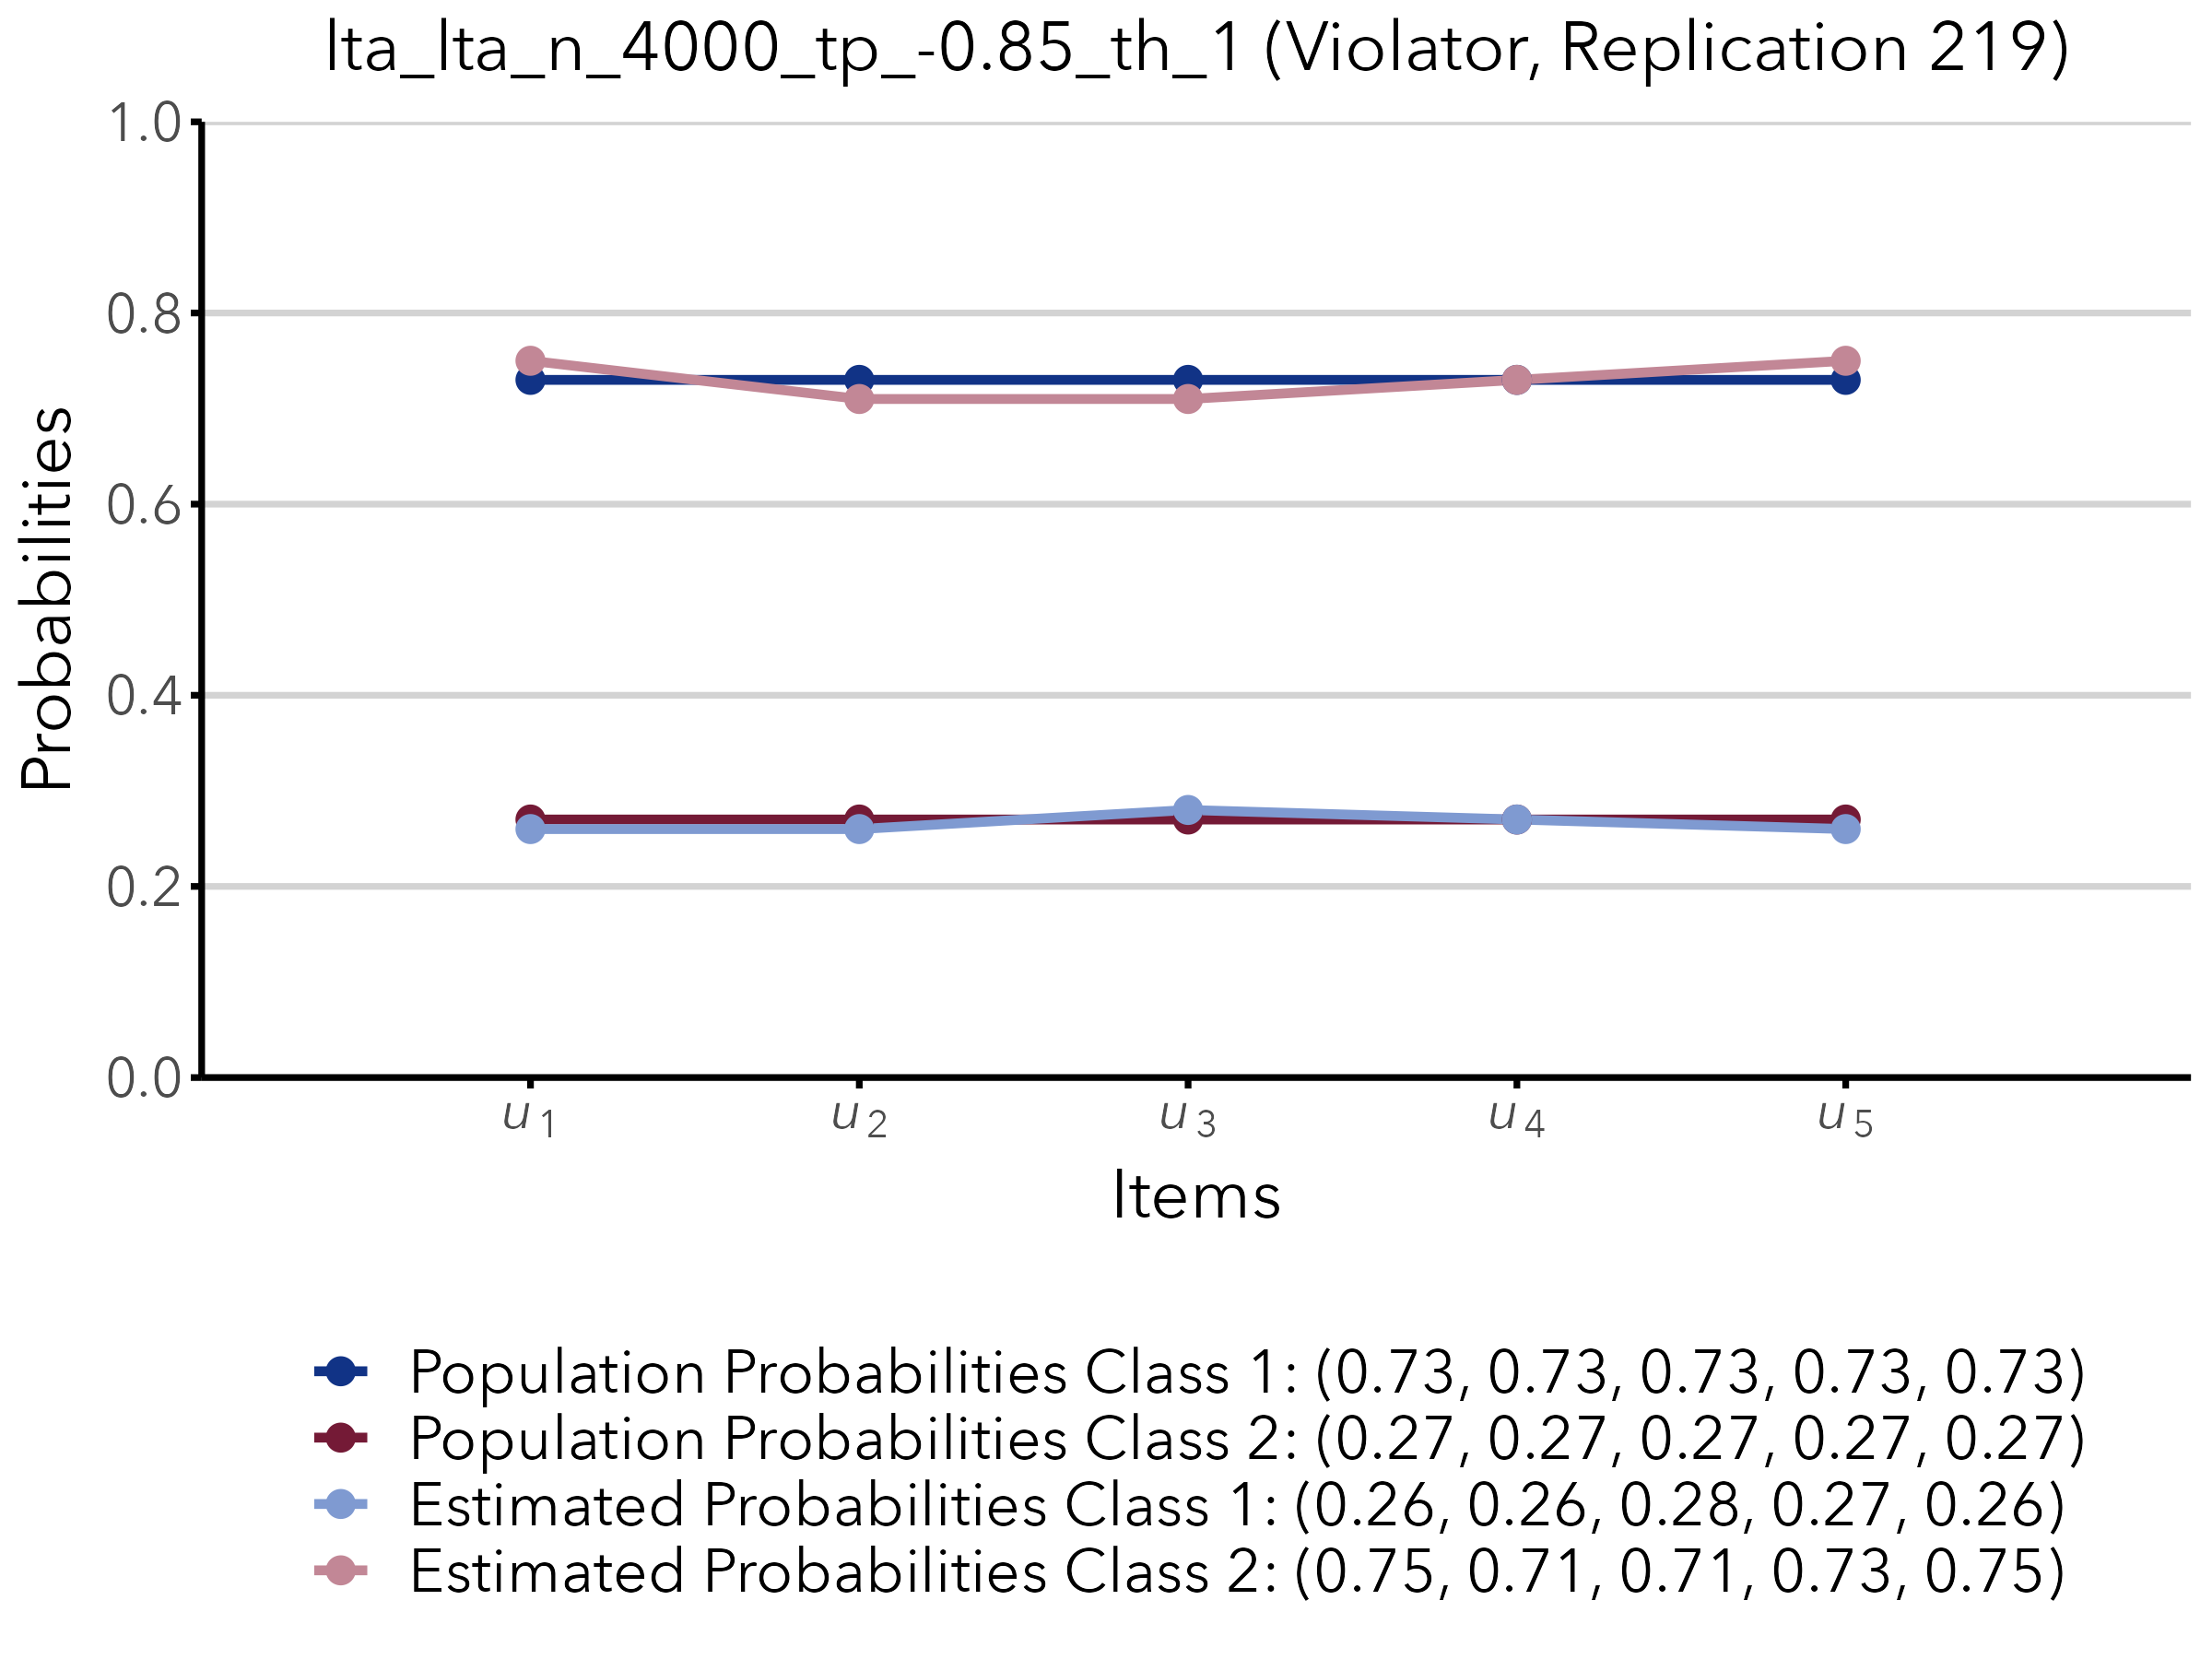 lta_lta_n_4000_tp_-0.85_th_1 (Violator, Replication 219)
1.0
0.8
0.6
0.4
0.2
0.0
Probabilities
u1 u2 u3 u4 u5
Items
Population Probabilities Class 1: (0.73, 0.73, 0.73, 0.73, 0.73)
Population Probabilities Class 2: (0.27, 0.27, 0.27, 0.27, 0.27)
Estimated Probabilities Class 1: (0.26, 0.26, 0.28, 0.27, 0.26)
Estimated Probabilities Class 2: (0.75, 0.71, 0.71, 0.73, 0.75)